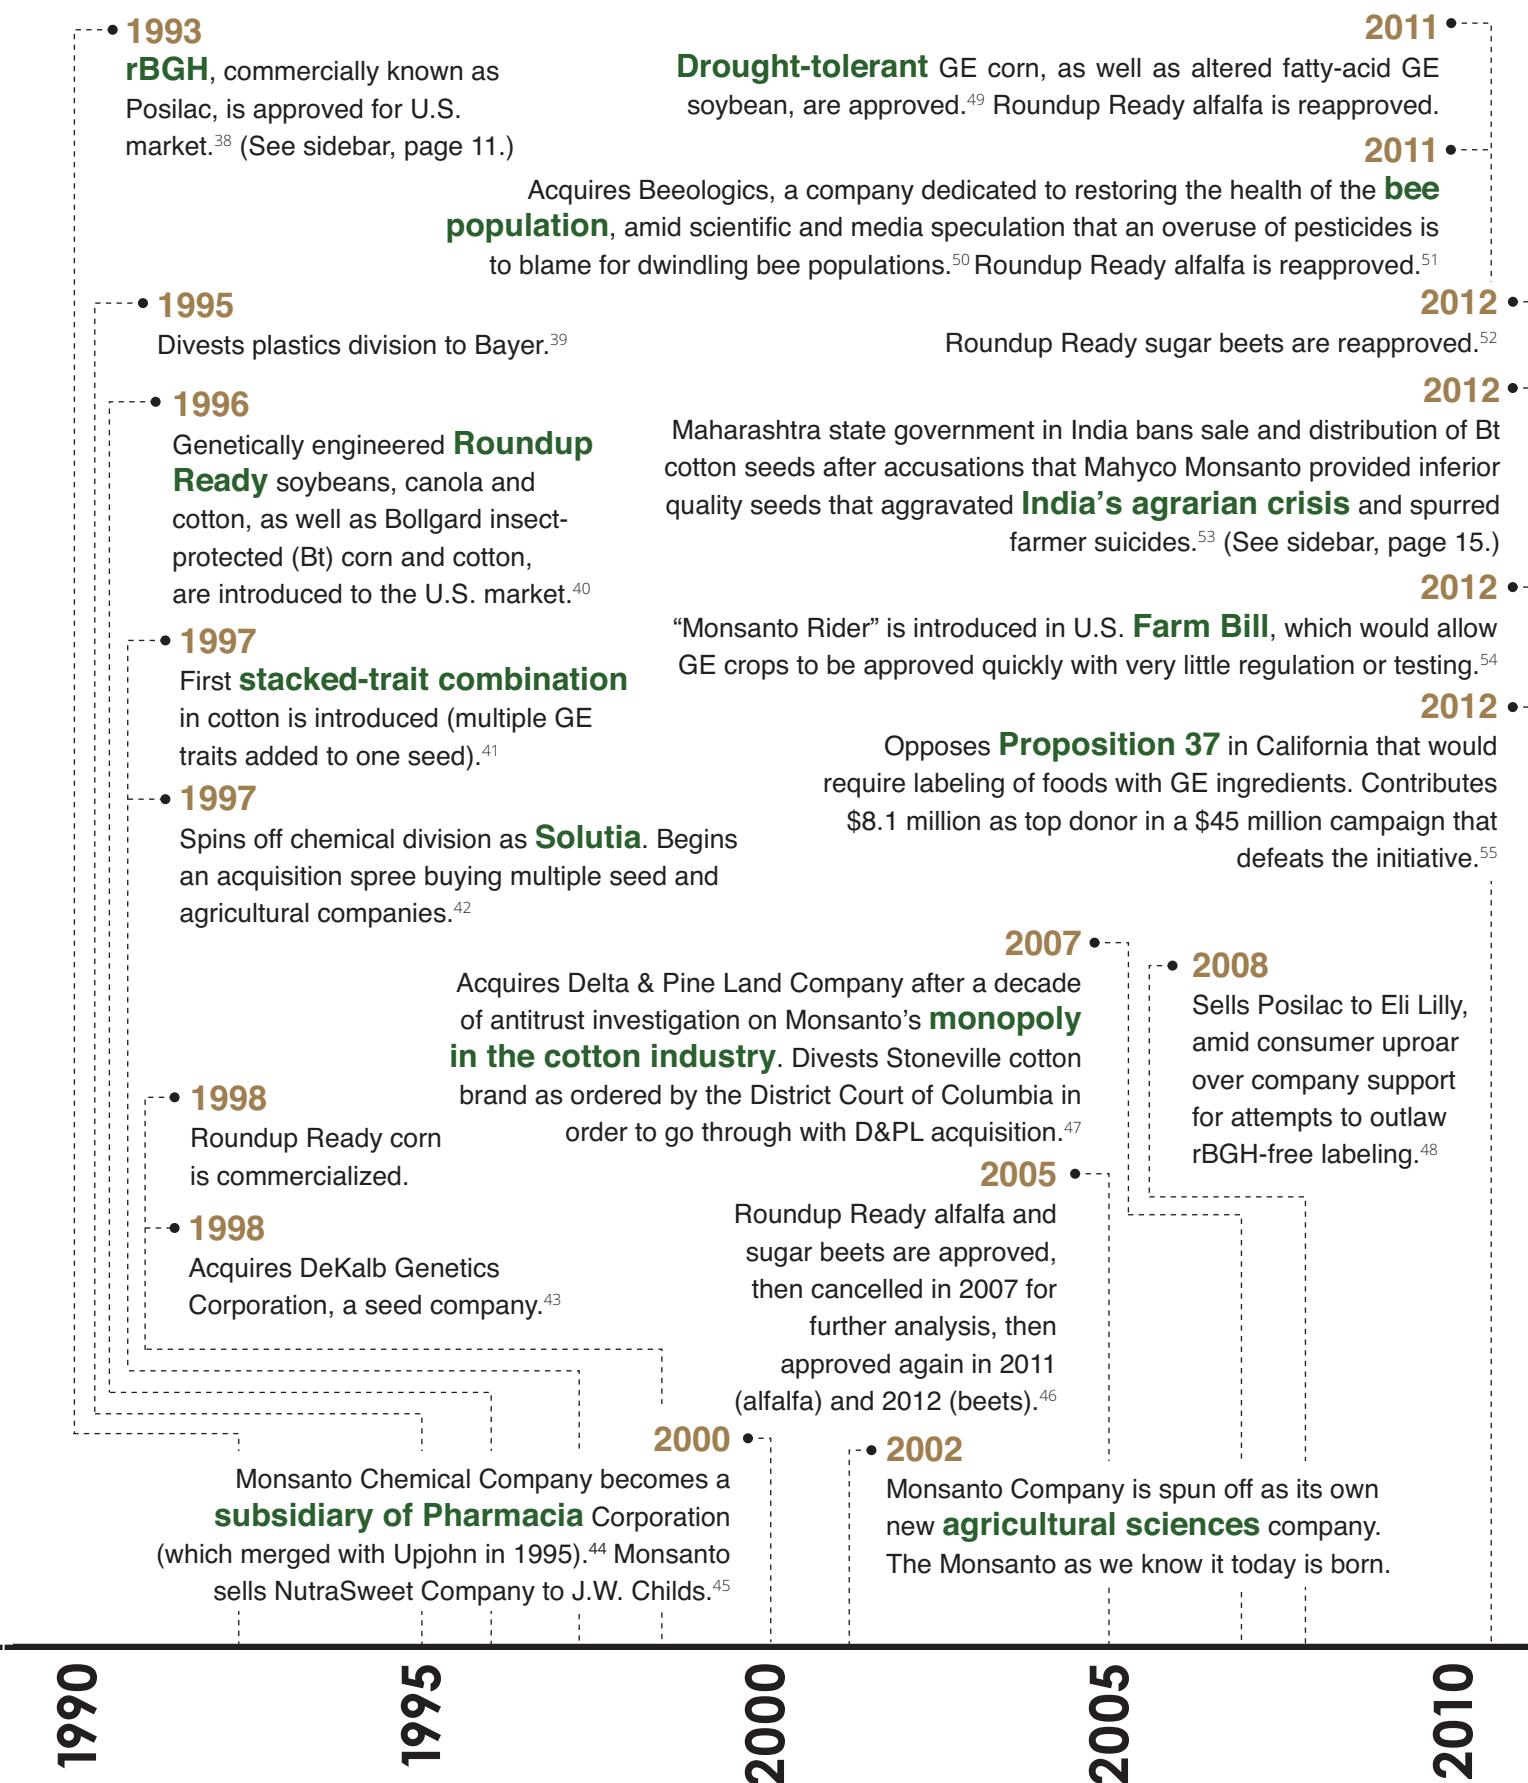 1993
rBGH, commercially known as
Posilac, is approved for U.S.
market.38 (See sidebar, page 11.)
1995
Divests plastics division to Bayer.39
1996
Genetically engineered Roundup
Ready soybeans, canola and
cotton, as well as Bollgard insect-
protected (Bt) corn and cotton,
are introduced to the U.S. market.40
1997
First stacked-trait combination
in cotton is introduced (multiple GE
traits added to one seed).41
1997
Spins off chemical division as Solutia. Begins
an acquisition spree buying multiple seed and
agricultural companies.42
1998
Roundup Ready corn
is commercialized.
1998
Acquires DeKalb Genetics
Corporation, a seed company.43
2000
Monsanto Chemical Company becomes a
subsidiary of Pharmacia Corporation
(which merged with Upjohn in 1995).44 Monsanto
sells NutraSweet Company to J.W. Childs.45
2002
Monsanto Company is spun off as its own
new agricultural sciences company.
The Monsanto as we know it today is born.
2005
Roundup Ready alfalfa and
sugar beets are approved,
then cancelled in 2007 for
further analysis, then
approved again in 2011
(alfalfa) and 2012 (beets).46
2007
Acquires Delta & Pine Land Company after a decade
of antitrust investigation on Monsanto's monopoly
in the cotton industry. Divests Stoneville cotton
brand as ordered by the District Court of Columbia in
order to go through with D&PL acquisition.47
2008
Sells Posilac to Eli Lilly,
amid consumer uproar
over company support
for attempts to outlaw
rBGH-free labeling.48
2011
Drought-tolerant GE corn, as well as altered fatty-acid GE
soybean, are approved.49 Roundup Ready alfalfa is reapproved.
2011
Acquires Beeologics, a company dedicated to restoring the health of the bee
population, amid scientific and media speculation that an overuse of pesticides is
to blame for dwindling bee populations.50 Roundup Ready alfalfa is reapproved.51
2012
Roundup Ready sugar beets are reapproved.52
2012
Maharashtra state government in India bans sale and distribution of Bt
cotton seeds after accusations that Mahyco Monsanto provided inferior
quality seeds that aggravated India's agrarian crisis and spurred
farmer suicides.53 (See sidebar, page 15.)
2012
“Monsanto Rider” is introduced in U.S. Farm Bill, which would allow
GE crops to be approved quickly with very little regulation or testing.54
2012
Opposes Proposition 37 in California that would
require labeling of foods with GE ingredients. Contributes
$8.1 million as top donor in a $45 million campaign that
defeats the initiative.55
1990
1995
2000
2005
2010